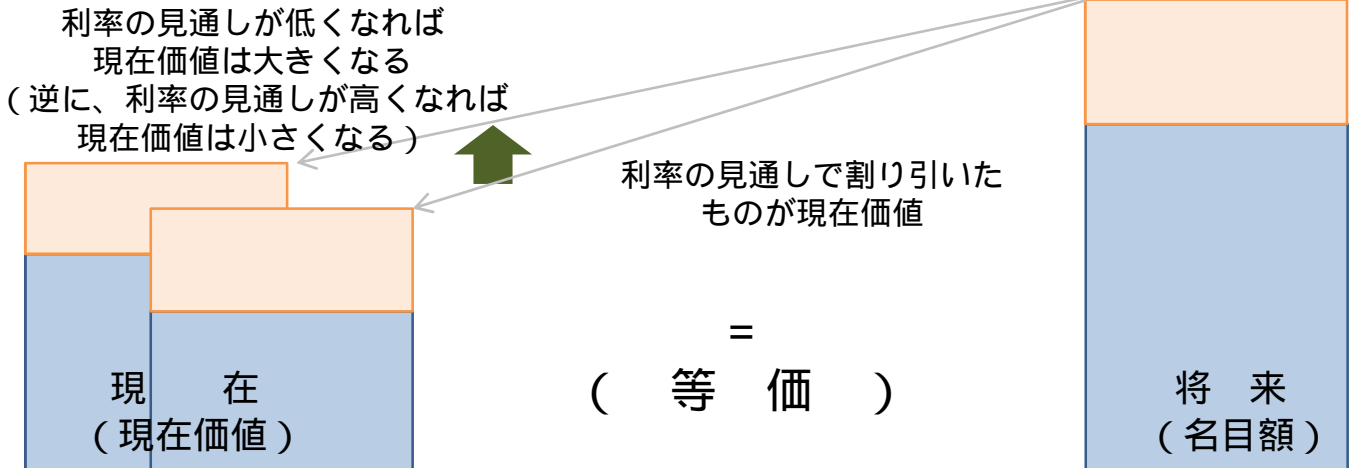 利率の見通しが低くなれば
現在価値は大きくなる
（逆に、利率の見通しが高くなれば
現在価値は小さくなる）
利率の見通しで割り引いた
ものが現在価値
=
（　等　価　）
現　在
（現在価値）
将　来
（名目額）